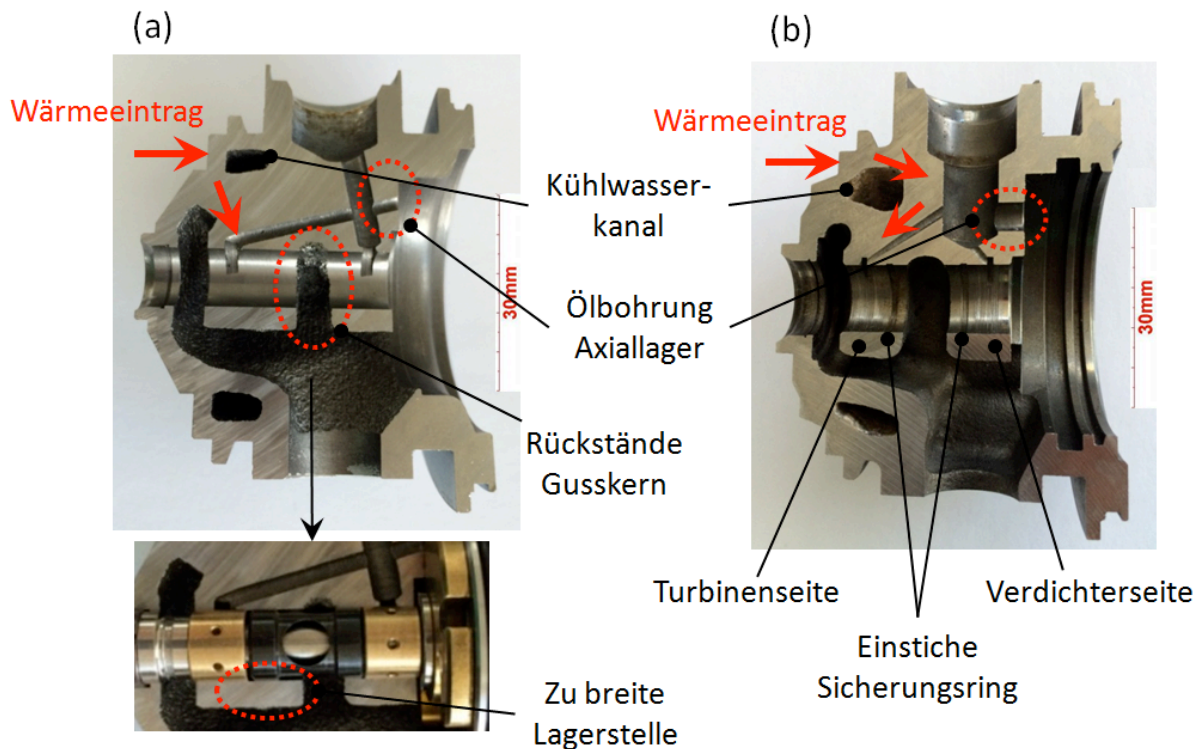 (a)
(b)
Wärmeeintrag
Wärmeeintrag
Kühlwasser-
kanal
Ölbohrung
Axiallager
30mm
30mm
Rückstände
Gusskern
Turbinenseite
Verdichterseite
Einstiche
Sicherungsring
Zu breite
Lagerstelle